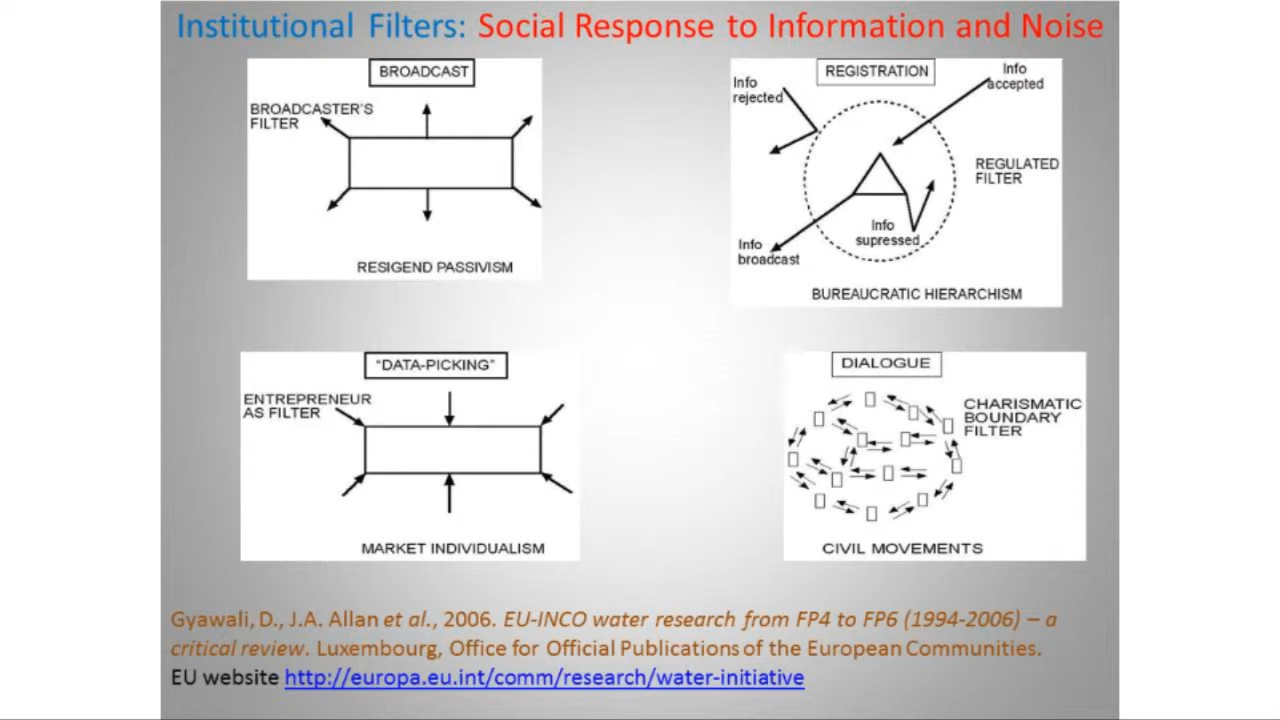 Institutional Filters: Social Response to Information and Noise
BROADCAST
BROADCASTER'S
FILTER
RESIGEND PASSIVISM
REGISTRATION
Info
rejected
Info
accepted
REGULATED
FILTER
Info
supressed
Info
broadcast
BUREAUCRATIC HIERARCHISM
"DATA-PICKING"
ENTREPRENEUR
AS FILTER
MARKET INDIVIDUALISM
DIALOGUE
CHARISMATIC
BOUNDARY
FILTER
CIVIL MOVEMENTS
Gyawali, D., J.A. Allan et al., 2006. EU-INCO water research from FP4 to FP6 (1994-2006) – a
critical review. Luxembourg, Office for Official Publications of the European Communities.
EU website http://europa.eu.int/comm/research/water-initiative